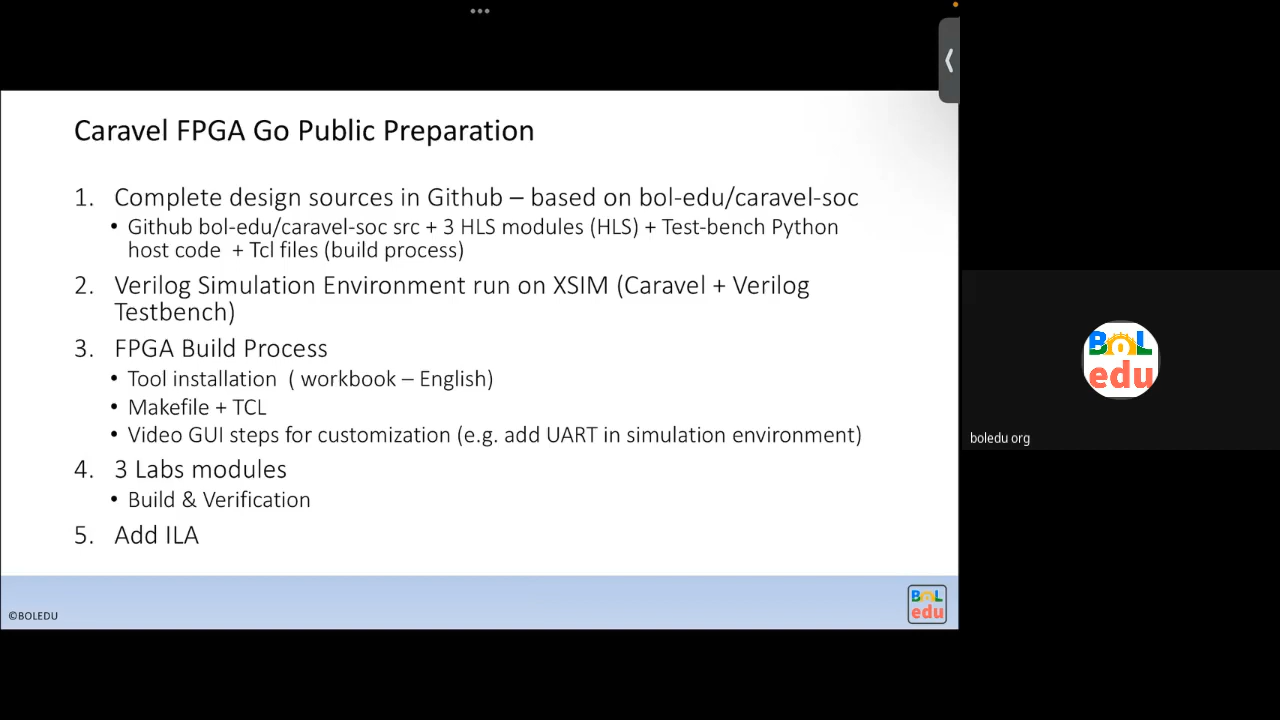 Caravel FPGA Go Public Preparation
1. Complete design sources in Github – based on bol-edu/caravel-soc
• Github bol-edu/caravel-soc src + 3 HLS modules (HLS) + Test-bench Python
host code + Tcl files (build process)
2. Verilog Simulation Environment run on XSIM (Caravel + Verilog
Testbench)
3. FPGA Build Process
• Tool installation ( workbook – English)
• Makefile + TCL
• Video GUI steps for customization (e.g. add UART in simulation environment)
4. 3 Labs modules
• Build & Verification
5. Add ILA
©BOLEDU
BOL
edu
BOL
edu
boledu org